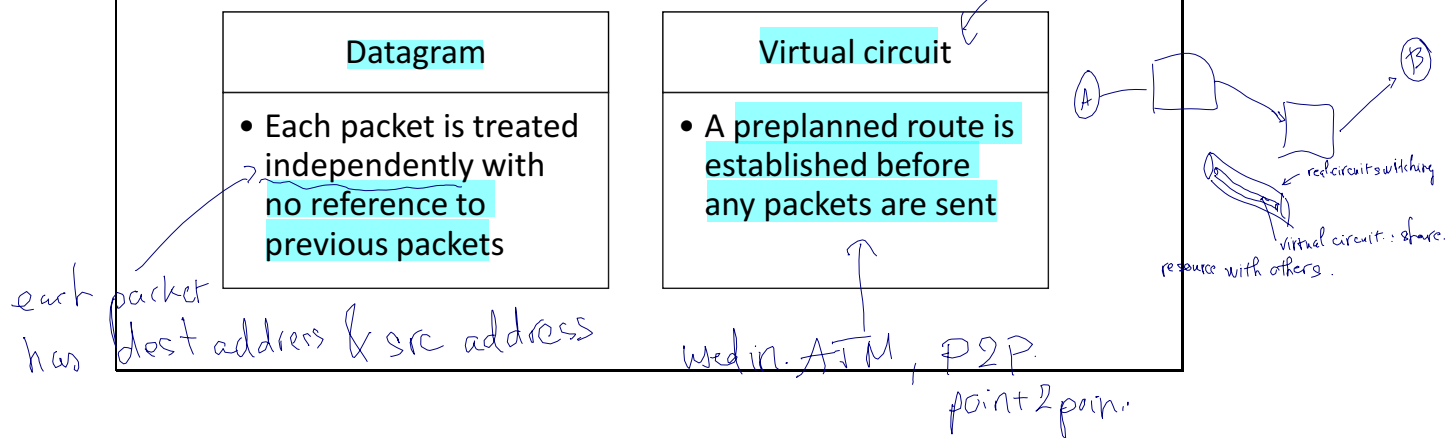 Datagram
• Each packet is treated
independently with
no reference to
previous packets
Virtual circuit
• A preplanned route is
established before
any packets are sent
each packet
has dest address & src address
used in. ATM, P2P.
point2poin.
A
B
real circuit switching
virtual circuit : share.
resource with others.